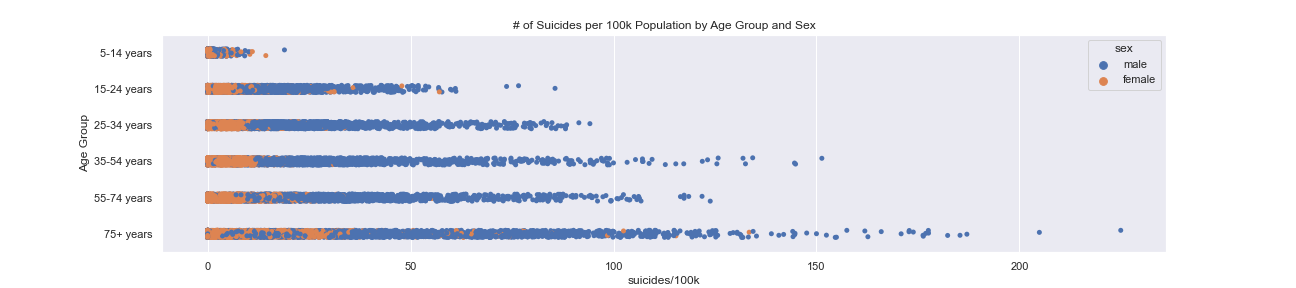 # of Suicides per 100k Population by Age Group and Sex
sex
male
female
Age Group
5-14 years
15-24 years
25-34 years
35-54 years
55-74 years
75+ years
0 50 100 150 200
suicides/100k